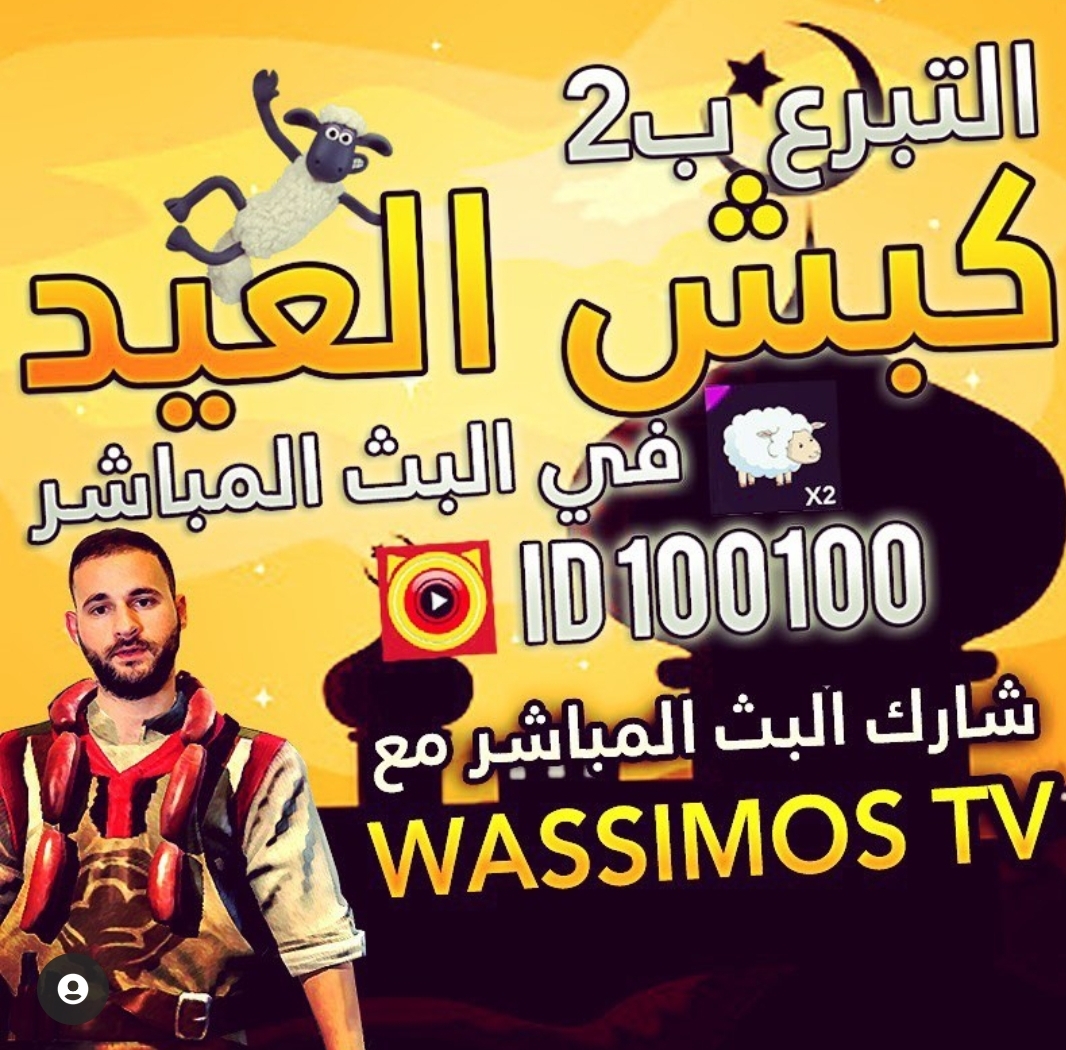 التبرع ب2
كبش العيد
في البث المباشر
X2
ID 100100
شارك البث المباشر مع
WASSIMOS TV